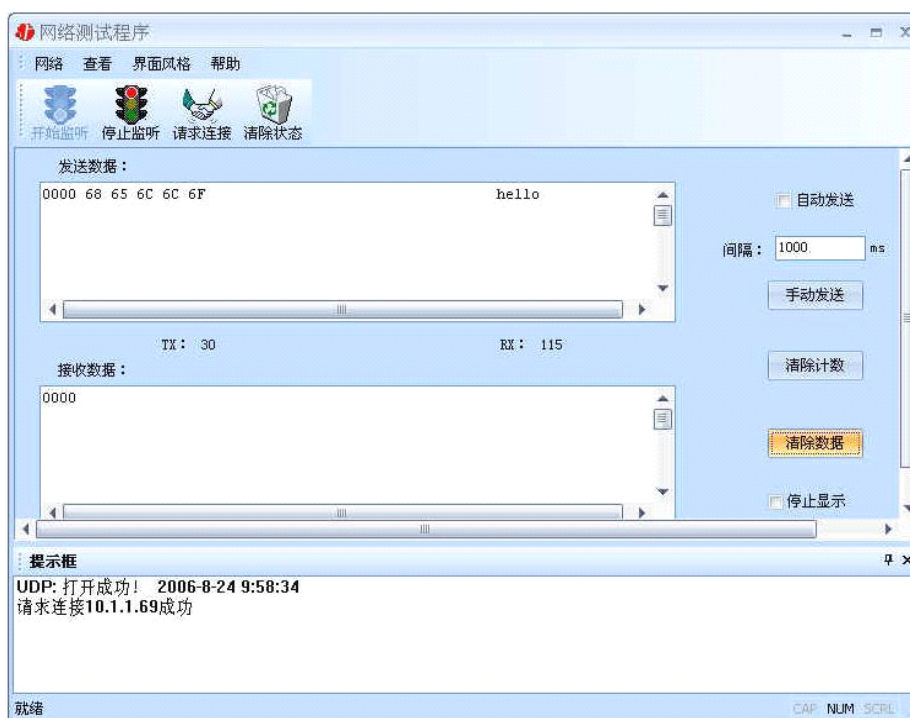 网络测试程序
网络 查看 界面风格 帮助
开始监听 停止监听 请求连接 清除状态
发送数据：
0000 68 65 6C 6C 6F hello
自动发送
间隔： 1000 ms
手动发送
TX： 30 RX： 115
清除计数
接收数据：
0000
清除数据
停止显示
提示框
UDP: 打开成功! 2006-8-24 9:58:34
请求连接10.1.1.69成功
就绪 CAP NUM SCRL